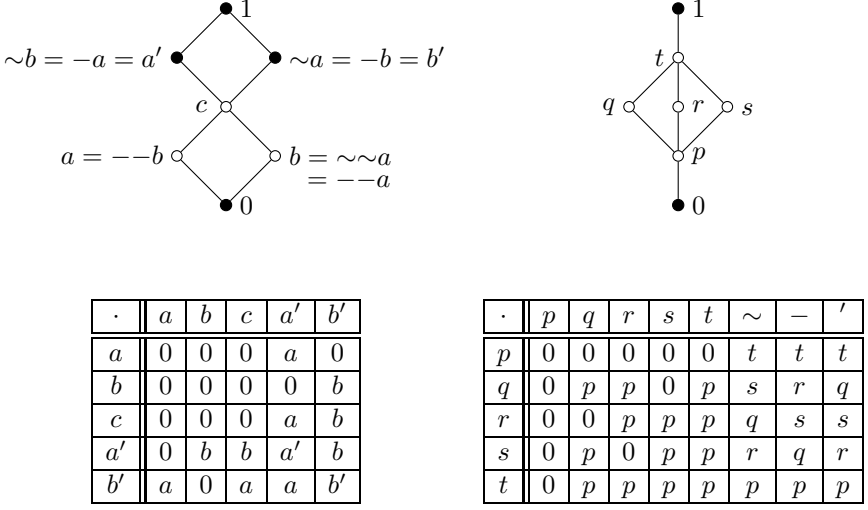 1
∼b = −a = a′
∼a = −b = b′
c
a = −−b
b = ∼∼a
= −−a
0
1
t
q
r
s
p
0
· a b c a′ b′
a 0 0 0 a 0
b 0 0 0 0 b
c 0 0 0 a b
a′ 0 b b a′ b
b′ a 0 a a b′
· p q r s t ∼ − ′
p 0 0 0 0 0 t t t
q 0 p p 0 p s r q
r 0 0 p p p q s s
s 0 p 0 p p r q r
t 0 p p p p p p p